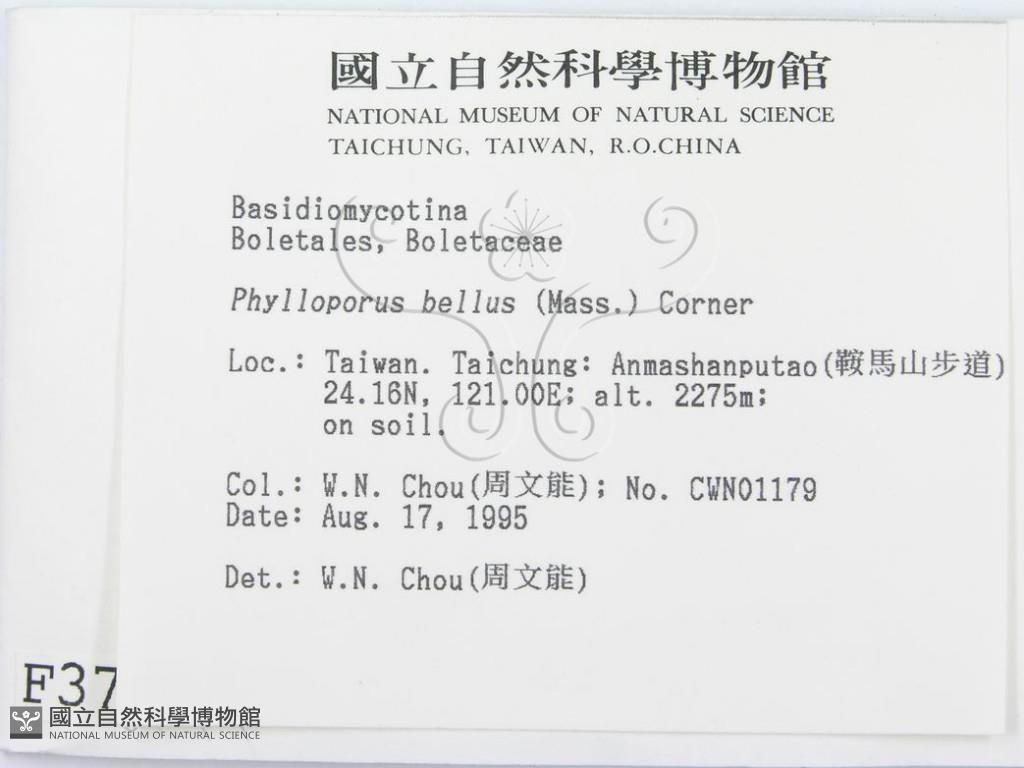 國立自然科學博物館
NATIONAL MUSEUM OF NATURAL SCIENCE
TAICHUNG, TAIWAN, R.O.CHINA
Basidiomycotina
Boletales, Boletaceae
Phylloporus bellus (Mass.) Corner
Loc.: Taiwan. Taichung: Anmashanputao(鞍馬山步道)
24.16N, 121.00E; alt. 2275m;
on soil.
Col.: W.N. Chou(周文能); No. CWN01179
Date: Aug. 17, 1995
Det.: W.N. Chou(周文能)
F37
國立自然科學博物館
NATIONAL MUSEUM OF NATURAL SCIENCE